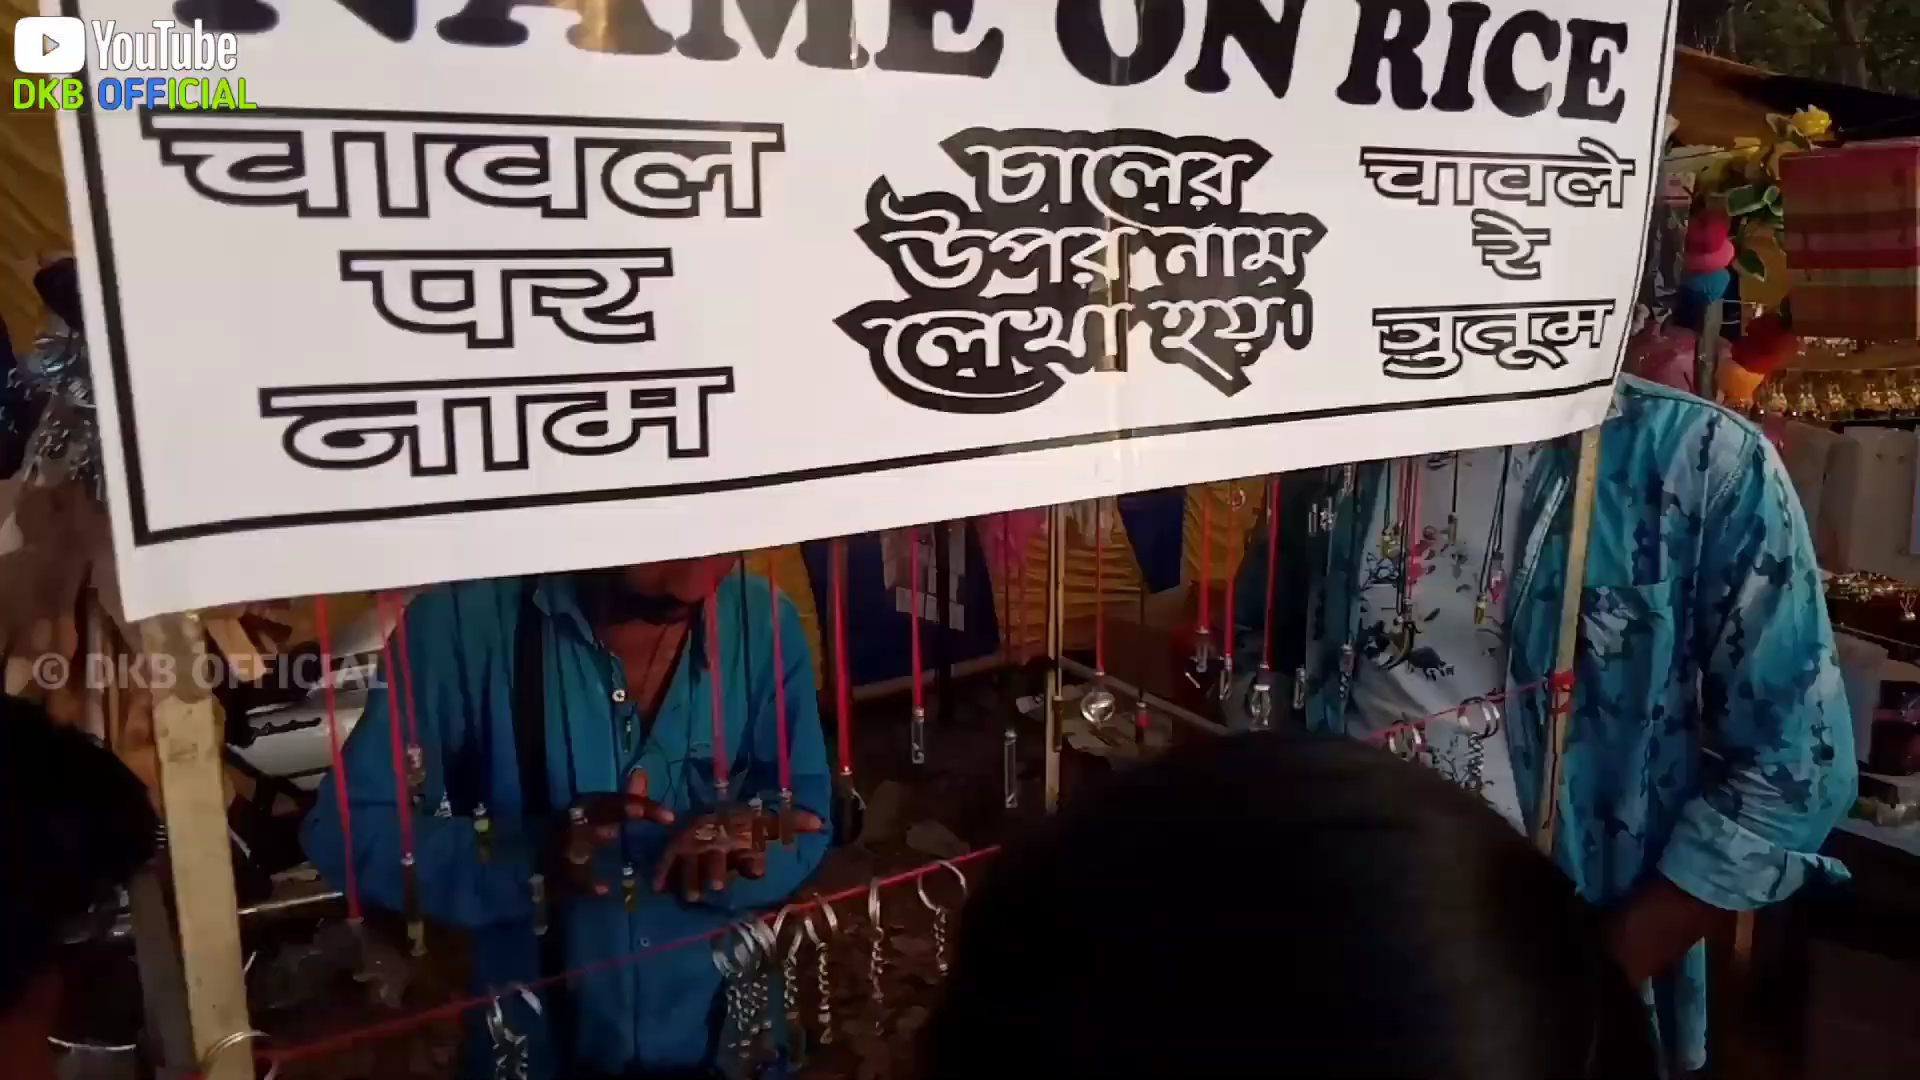 YouTube
DKB OFFICIAL
NAME ON RICE
चावल
पर
नाम
চালের
উপর নাম
লেখা হয়।
चावले
रे
ञुतूम
© DKB OFFICIAL